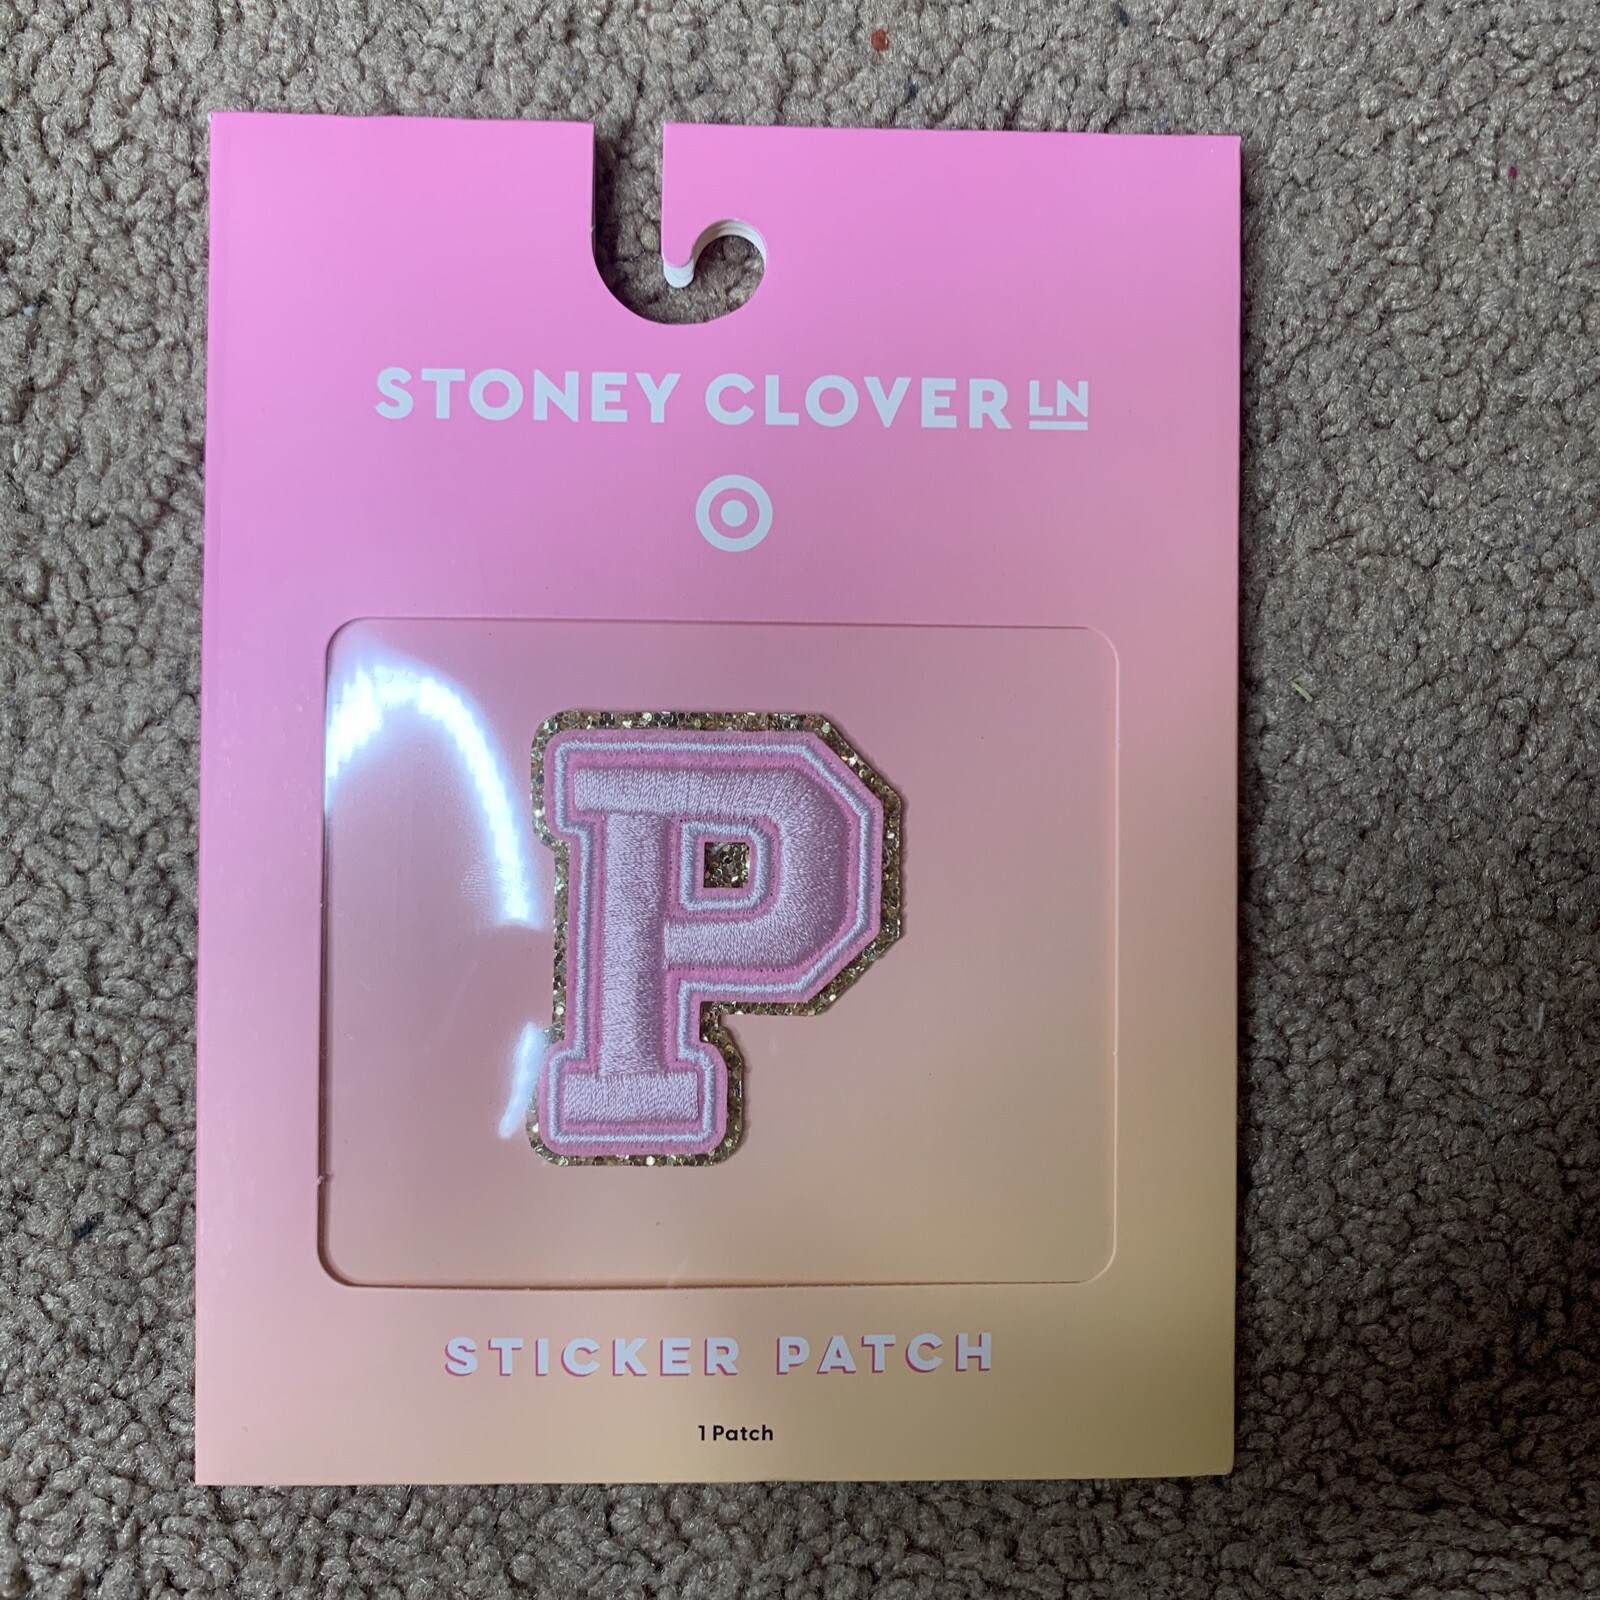 STONEY CLOVER LN
P
STICKER PATCH
1 Patch